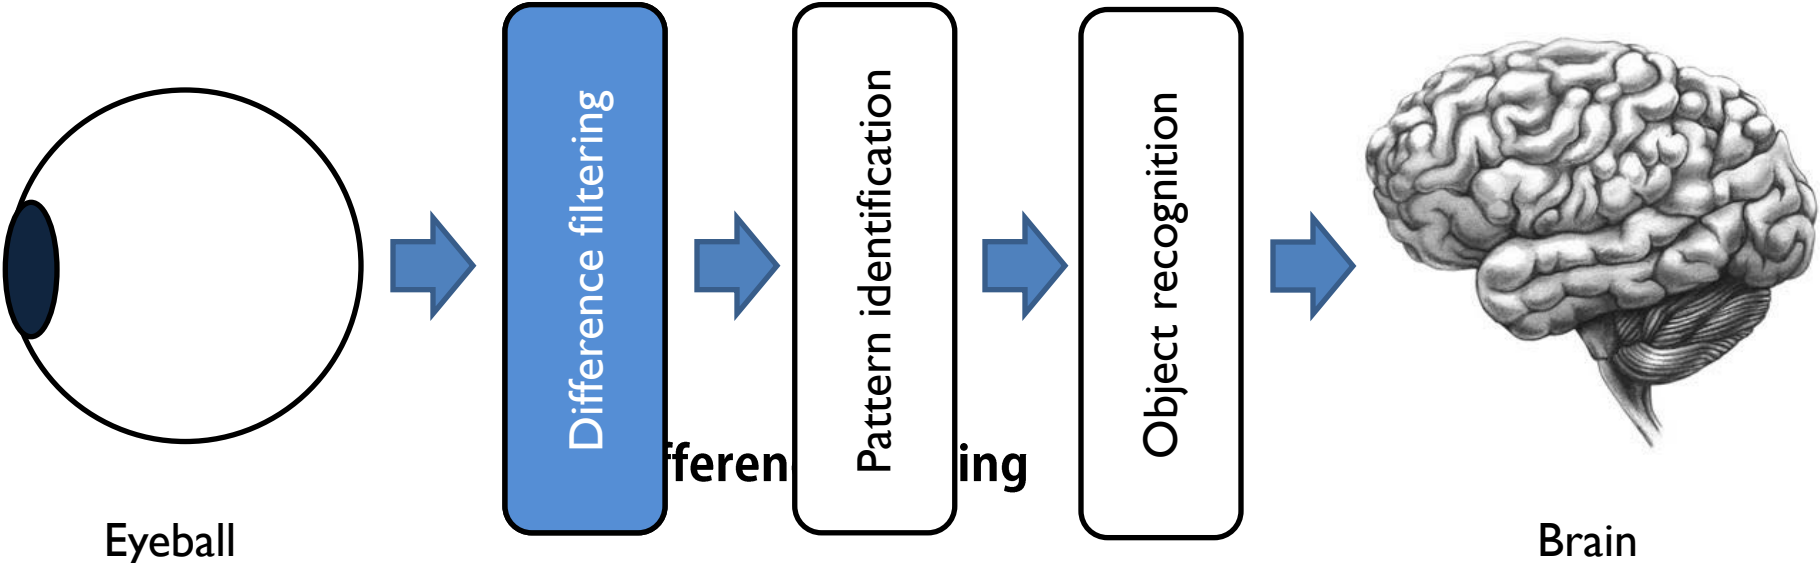 Difference filtering
Pattern identification
Object recognition
fferen ing
Eyeball
Brain